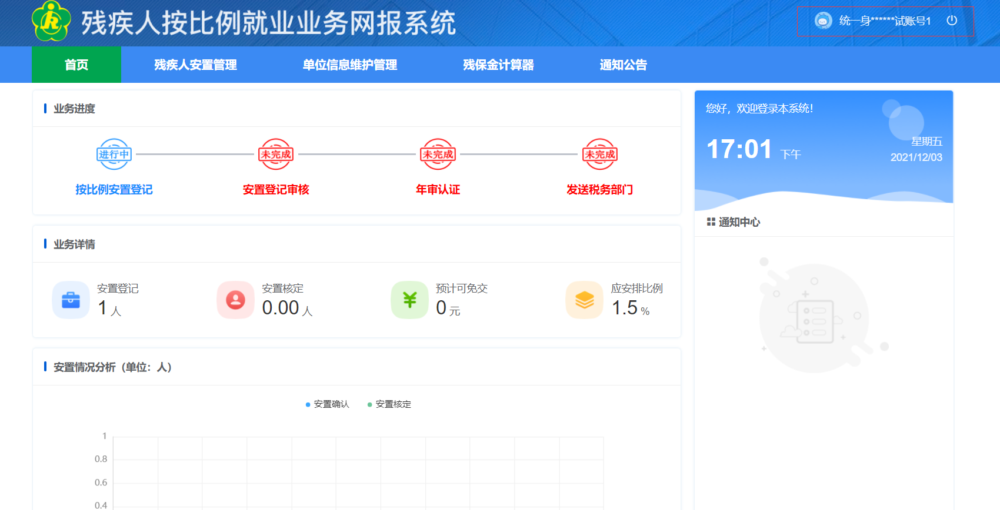 残疾人按比例就业业务网报系统
统一身******试账号1
首页 残疾人安置管理 单位信息维护管理 残保金计算器 通知公告
业务进度
进行中 未完成 未完成 未完成
按比例安置登记 安置登记审核 年审认证 发送税务部门
业务详情
安置登记
1 人
安置核定
0.00 人
预计可免交
0 元
应安排比例
1.5 %
安置情况分析（单位：人）
安置确认 安置核定
1
0.8
0.6
0.4
您好，欢迎登录本系统！
17:01 下午
星期五
2021/12/03
通知中心